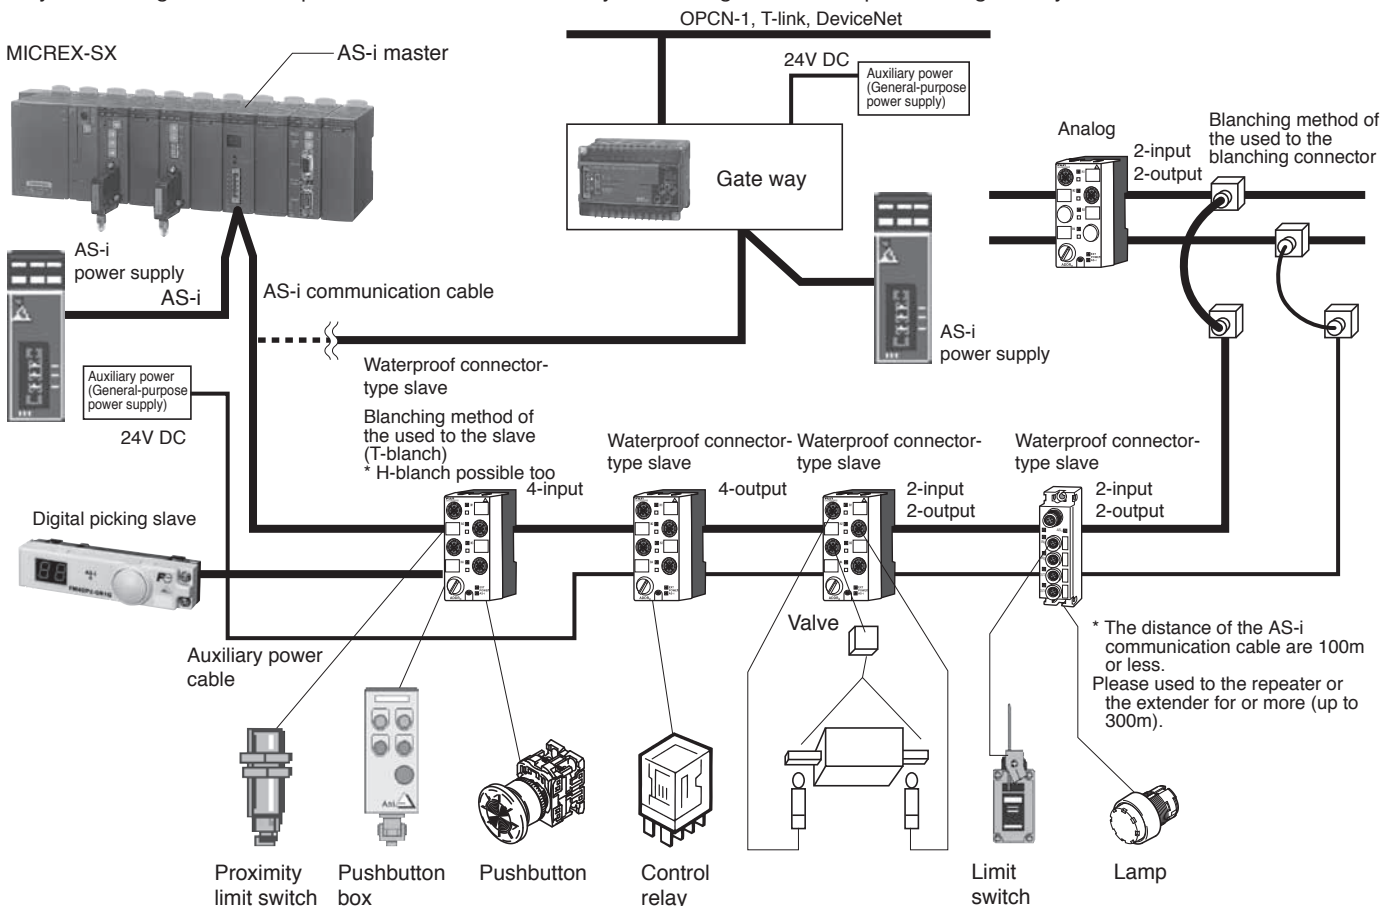 OPCN-1, T-link, DeviceNet
MICREX-SX
AS-i master
24V DC
Auxiliary power
(General-purpose
power supply)
Gate way
Analog
2-input
2-output
Blanching method of
the used to the
blanching connector
AS-i
power supply
AS-i
AS-i communication cable
AS-i
power supply
Auxiliary power
(General-purpose
power supply)
24V DC
Waterproof connector-
type slave
Blanching method of
the used to the slave
(T-blanch)
* H-blanch possible too
4-input
Waterproof connector-
type slave
4-output
Waterproof connector-
type slave
2-input
2-output
Waterproof connector-
type slave
2-input
2-output
Digital picking slave
Auxiliary power
cable
Valve
* The distance of the AS-i
communication cable are 100m
or less.
Please used to the repeater or
the extender for or more (up to
300m).
Proximity
limit switch
Pushbutton
box
Pushbutton
Control
relay
Limit
switch
Lamp